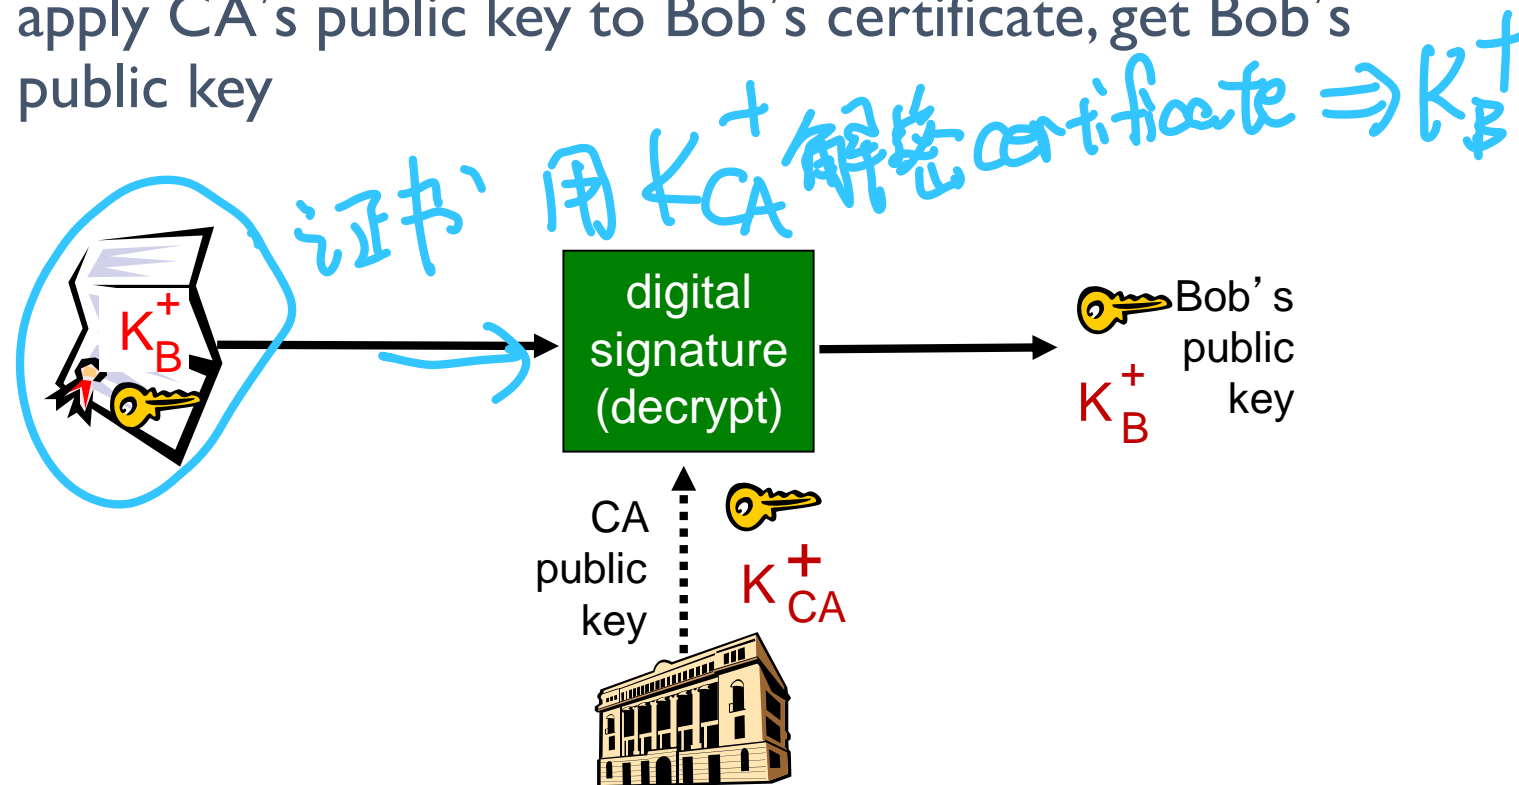 apply CA's public key to Bob's certificate, get Bob's
public key
证书 用 K⁺CA 解密 certificate ⇒ K⁺B
K⁺B
digital
signature
(decrypt)
Bob's
public
key
K⁺B
CA
public
key
K⁺CA